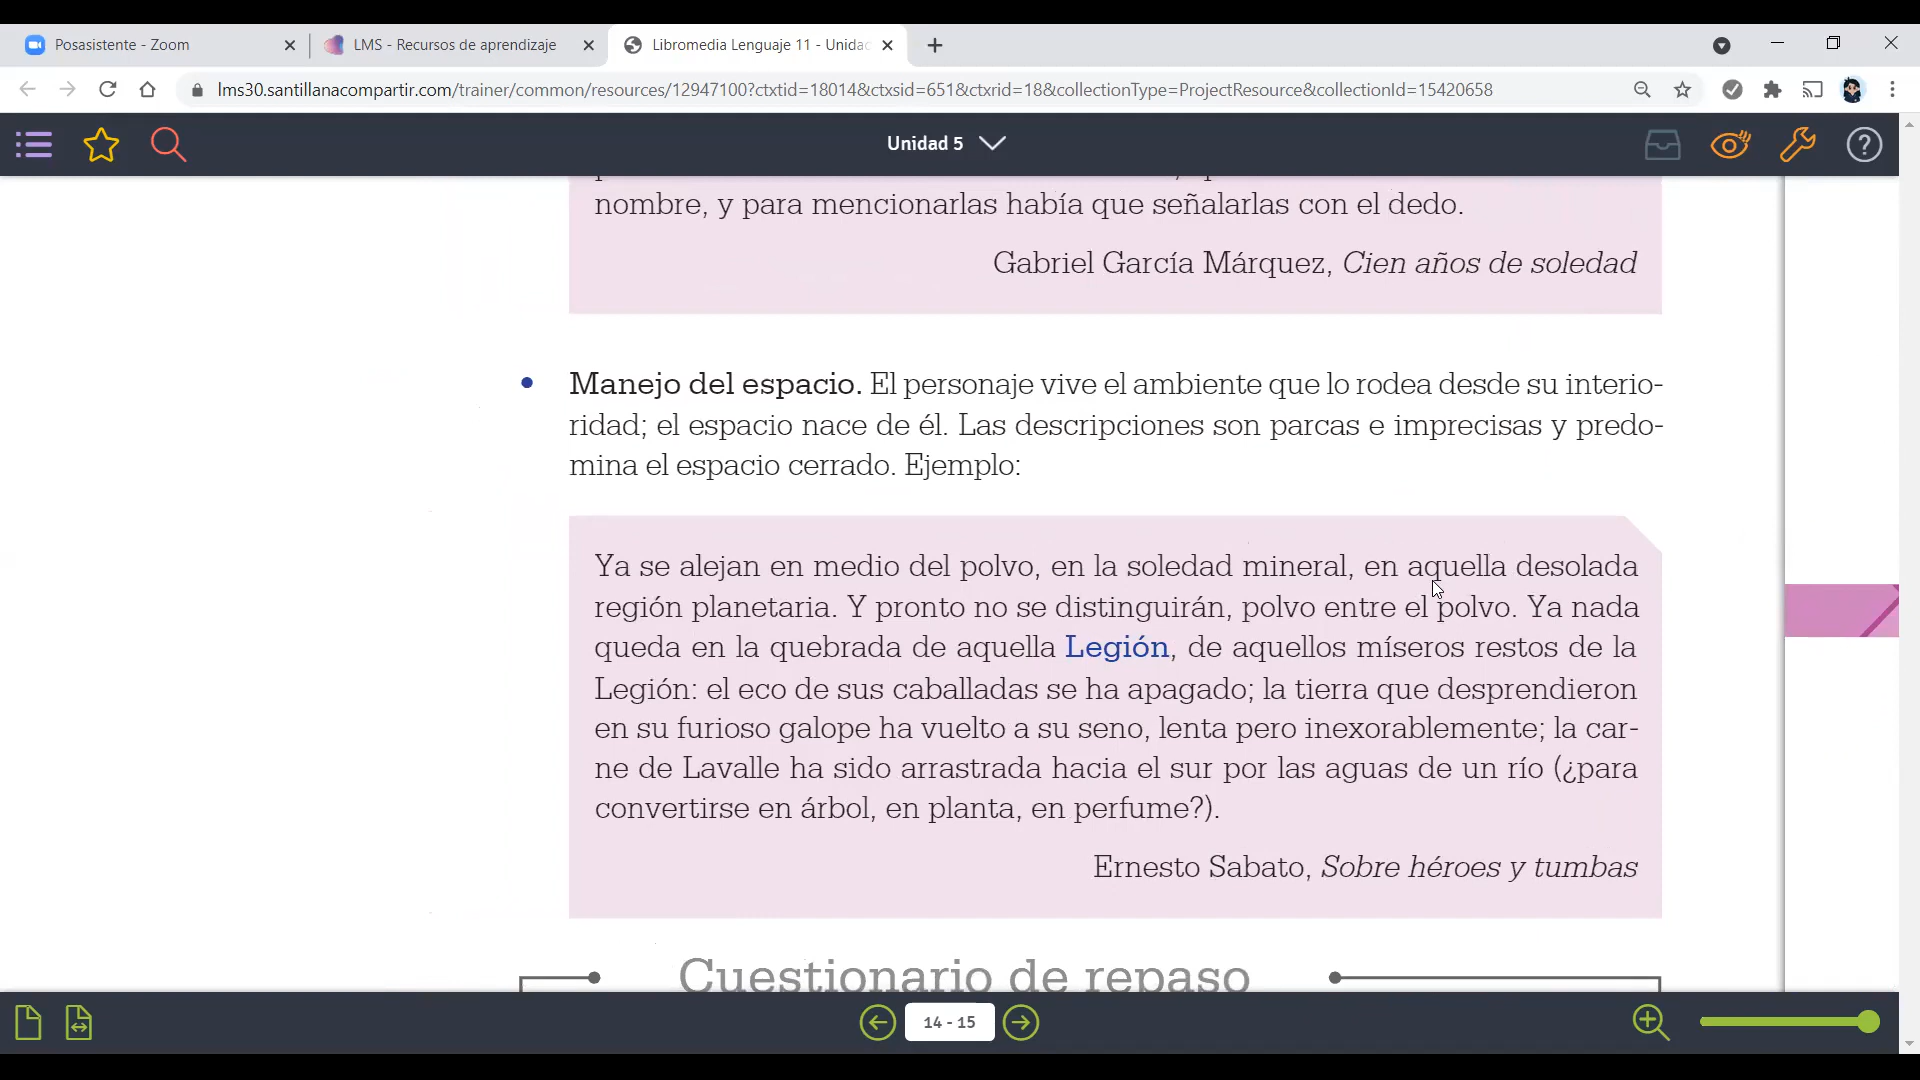 Posasistente - Zoom
LMS - Recursos de aprendizaje
Libromedia Lenguaje 11 - Unidad
lms30.santillanacompartir.com/trainer/common/resources/12947100?ctxtid=18014&ctxsid=651&ctxrid=18&collectionType=ProjectResource&collectionId=15420658
Unidad 5
nombre, y para mencionarlas había que señalarlas con el dedo.
Gabriel García Márquez, Cien años de soledad
• Manejo del espacio. El personaje vive el ambiente que lo rodea desde su interio-
ridad; el espacio nace de él. Las descripciones son parcas e imprecisas y predo-
mina el espacio cerrado. Ejemplo:
Ya se alejan en medio del polvo, en la soledad mineral, en aquella desolada
región planetaria. Y pronto no se distinguirán, polvo entre el polvo. Ya nada
queda en la quebrada de aquella Legión, de aquellos míseros restos de la
Legión: el eco de sus caballadas se ha apagado; la tierra que desprendieron
en su furioso galope ha vuelto a su seno, lenta pero inexorablemente; la car-
ne de Lavalle ha sido arrastrada hacia el sur por las aguas de un río (¿para
convertirse en árbol, en planta, en perfume?).
Ernesto Sabato, Sobre héroes y tumbas
Cuestionario de repaso
14 - 15